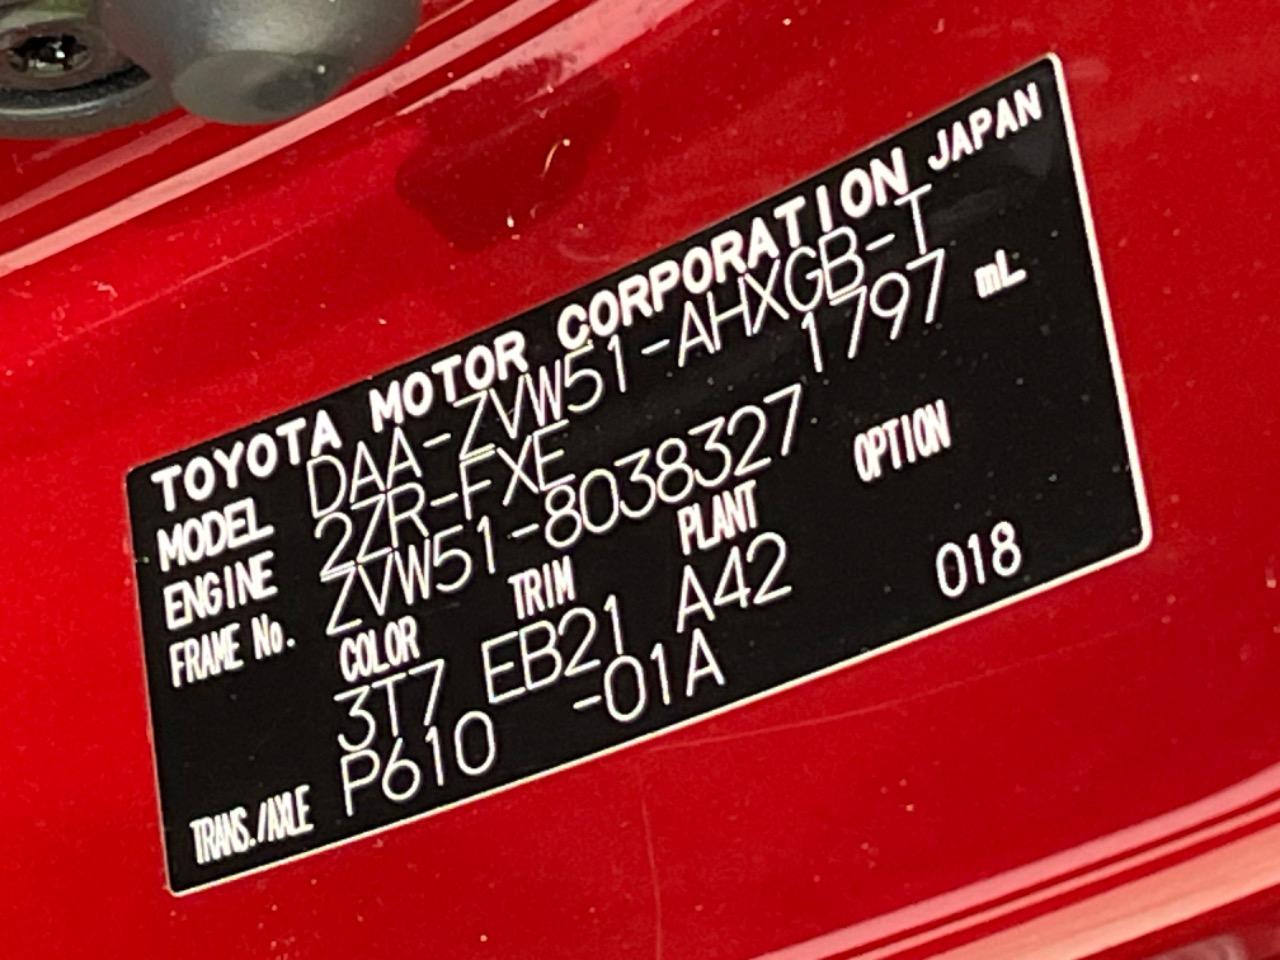 TOYOTA MOTOR CORPORATION JAPAN
MODEL DAA-ZVW51-AHXGB-T
ENGINE 2ZR-FXE 1797 mL
FRAME No. ZVW51-8038327
COLOR TRIM PLANT OPTION
3T7 EB21 A42 018
TRANS./AXLE P610 -01A